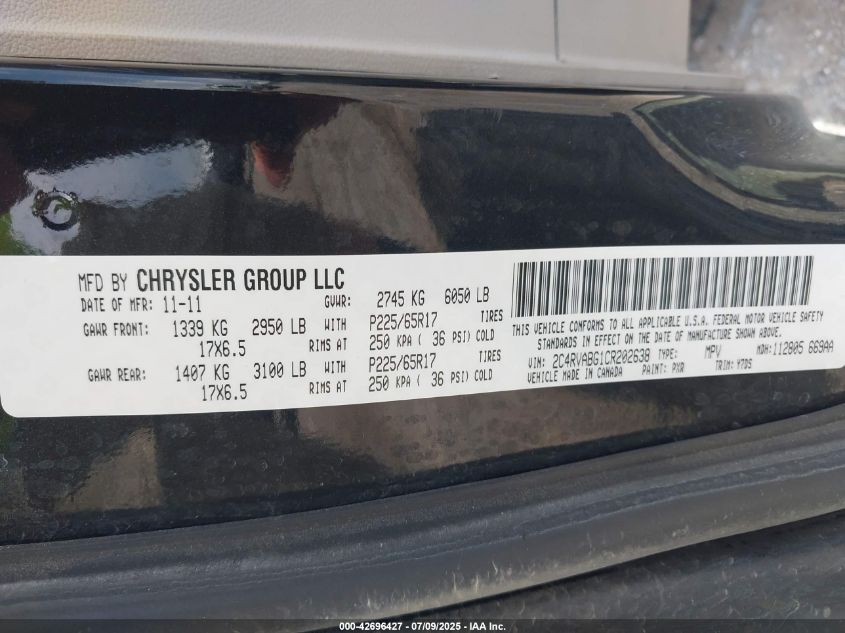 MFD BY CHRYSLER GROUP LLC
DATE OF MFR: 11-11 GVWR: 2745 KG 6050 LB
GAWR FRONT: 1339 KG 2950 LB WITH P225/65R17 TIRES
17X6.5 RIMS AT 250 KPA ( 36 PSI) COLD
GAWR REAR: 1407 KG 3100 LB WITH P225/65R17 TIRES
17X6.5 RIMS AT 250 KPA ( 36 PSI) COLD
THIS VEHICLE CONFORMS TO ALL APPLICABLE U.S.A. FEDERAL MOTOR VEHICLE SAFETY
STANDARDS IN EFFECT ON THE DATE OF MANUFACTURE SHOWN ABOVE.
VIN: 2C4RVABG1CR202638 TYPE: MPV MDH: 112805 669AA
VEHICLE MADE IN CANADA PAINT: PXR TRIM: Y7DS
000-42696427 - 07/09/2025 - IAA Inc.